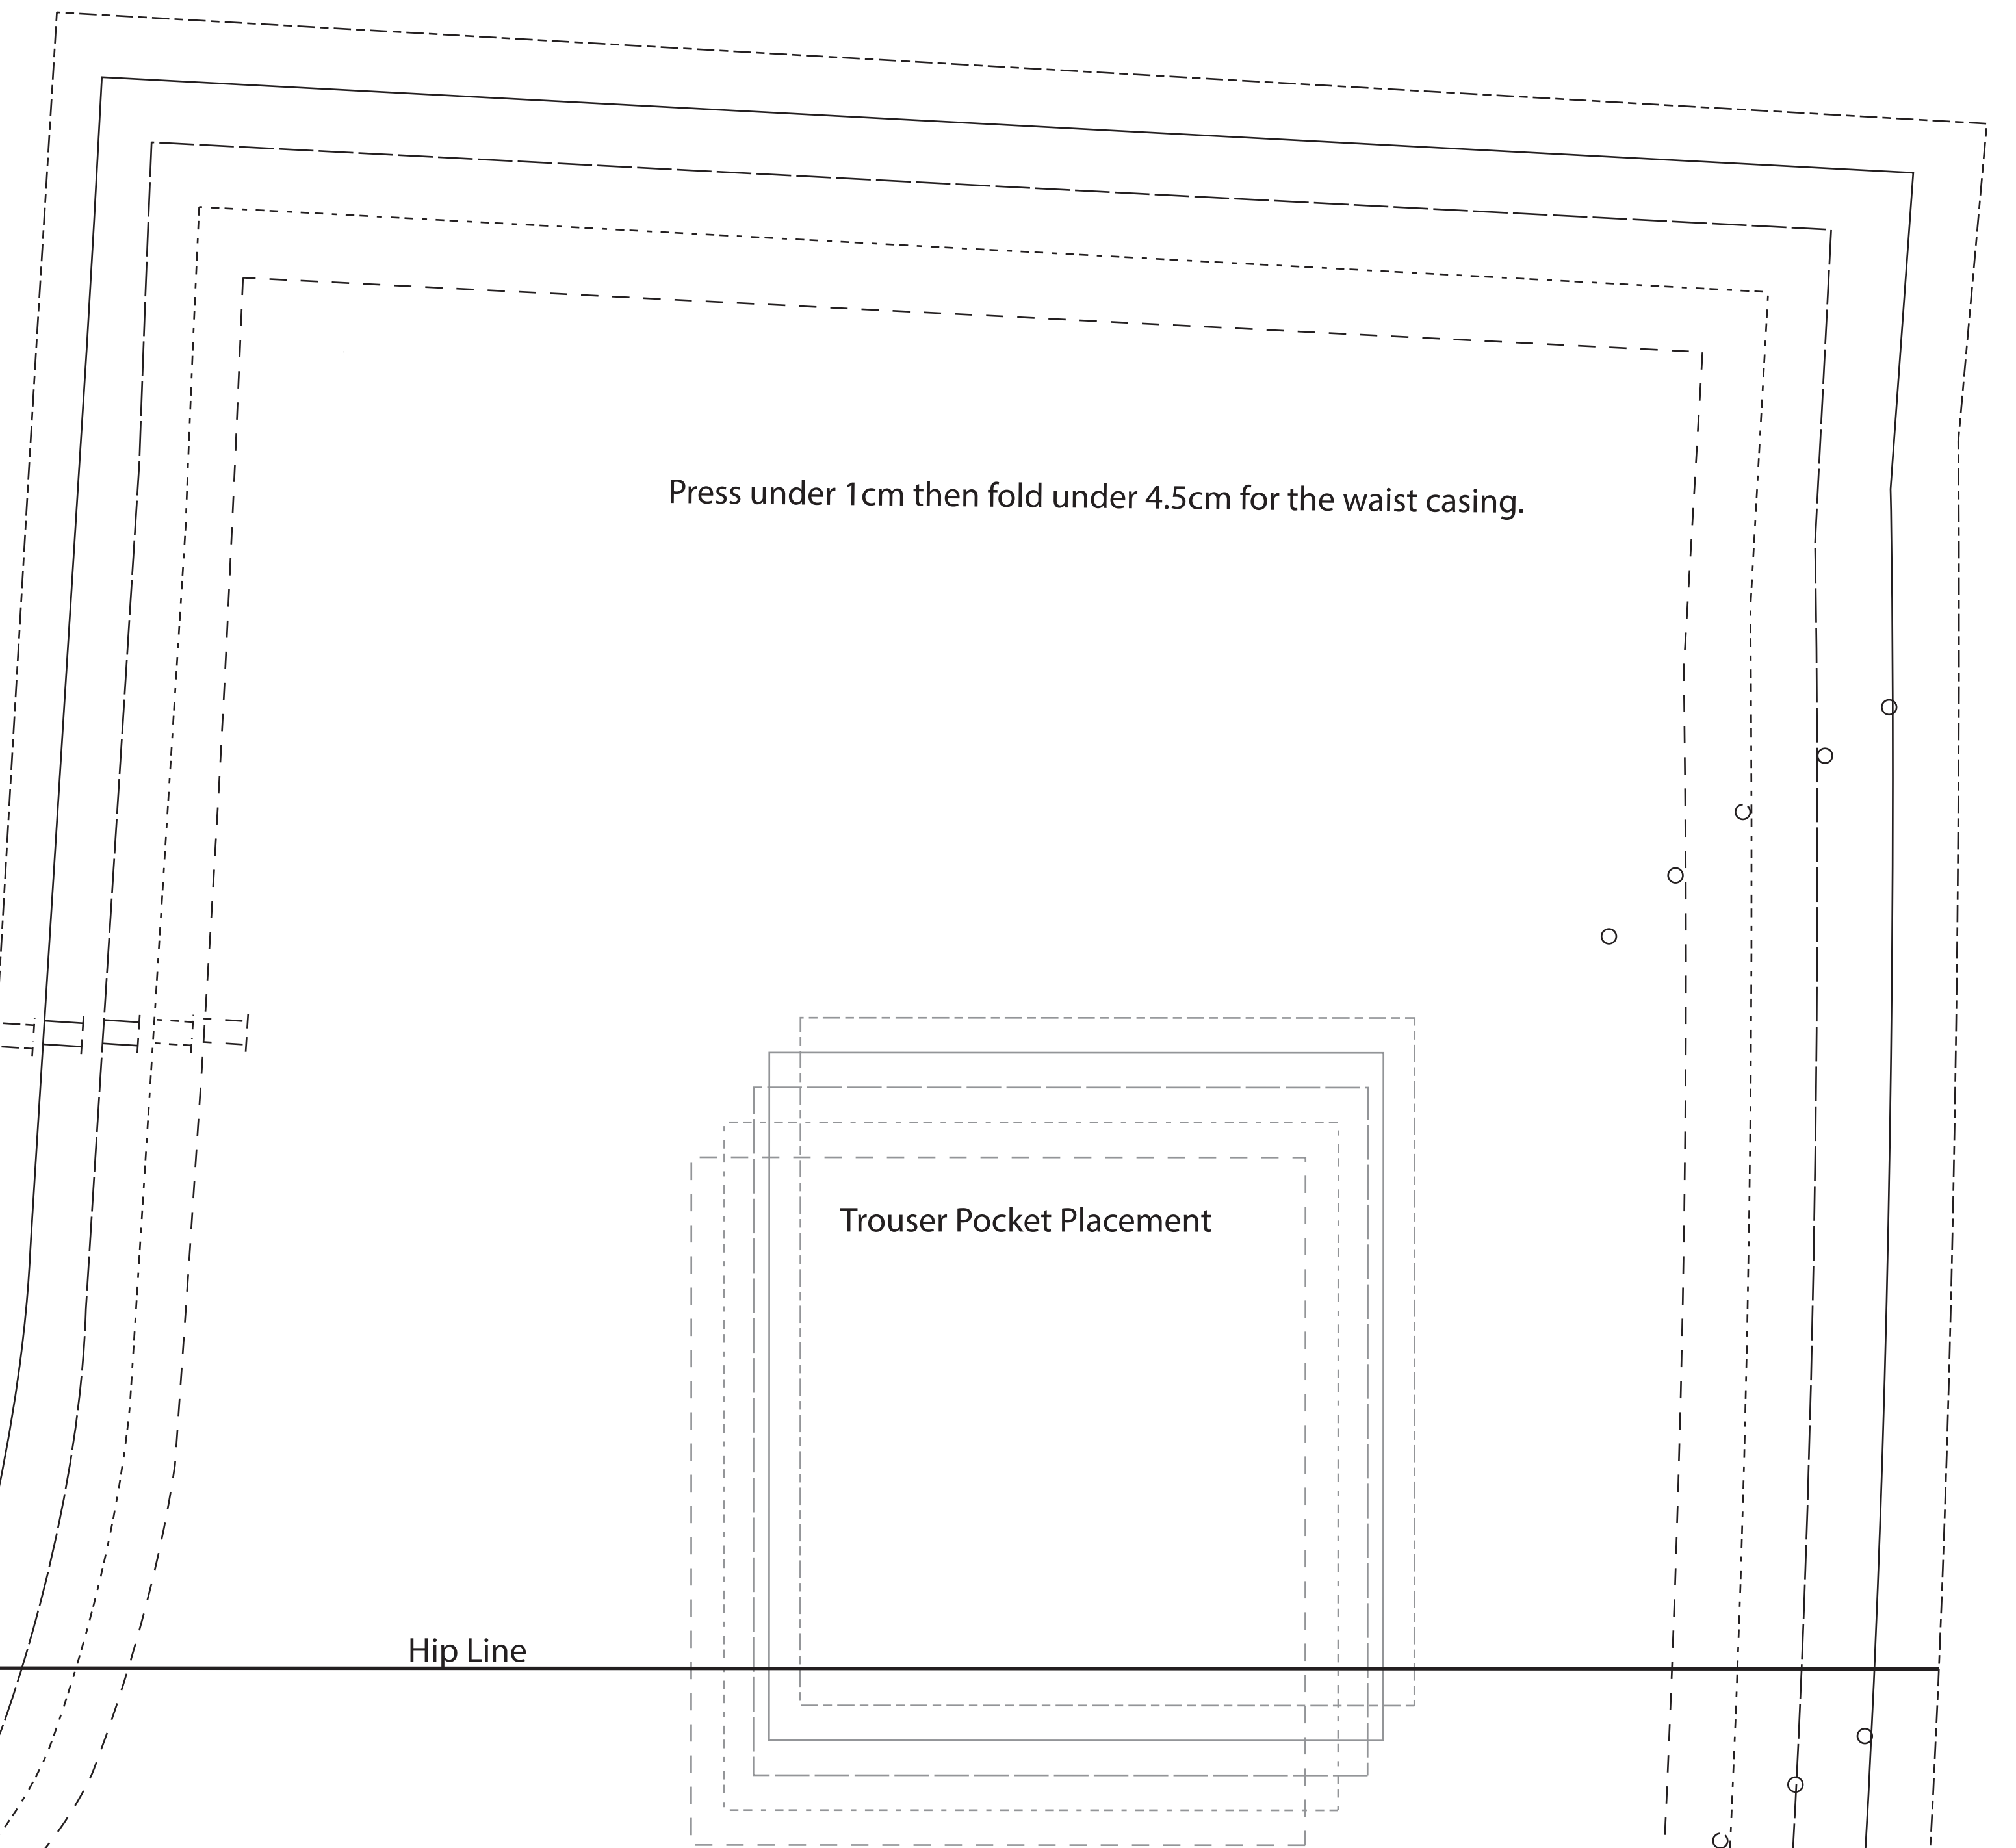 Press under 1cm then fold under 4.5cm for the waist casing.
Trouser Pocket Placement
Hip Line